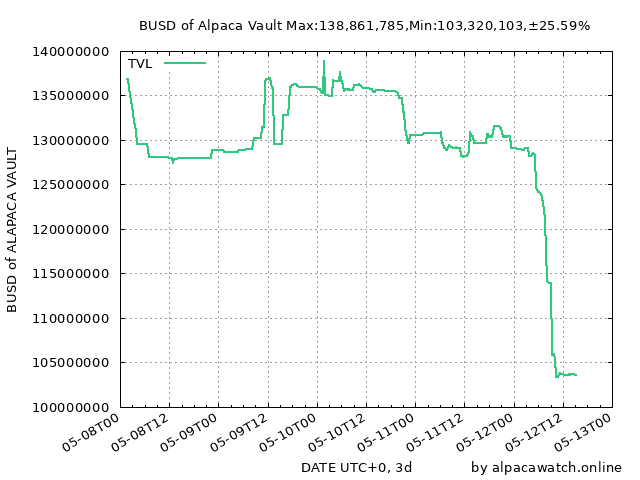 BUSD of Alpaca Vault Max:138,861,785,Min:103,320,103,±25.59%
TVL
BUSD of ALAPACA VAULT
140000000
135000000
130000000
125000000
120000000
115000000
110000000
105000000
100000000
05-08T00
05-08T12
05-09T00
05-09T12
05-10T00
05-10T12
05-11T00
05-11T12
05-12T00
05-12T12
05-13T00
DATE UTC+0, 3d
by alpacawatch.online